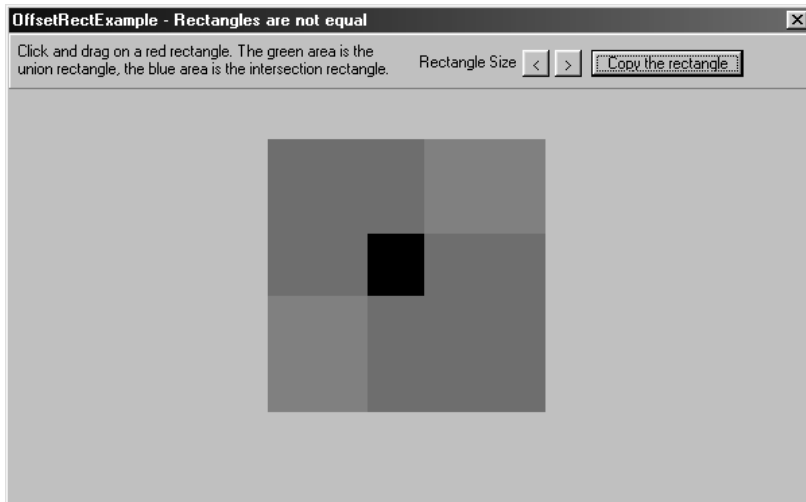 OffsetRectExample - Rectangles are not equal
Click and drag on a red rectangle. The green area is the
union rectangle, the blue area is the intersection rectangle.
Rectangle Size < > Copy the rectangle